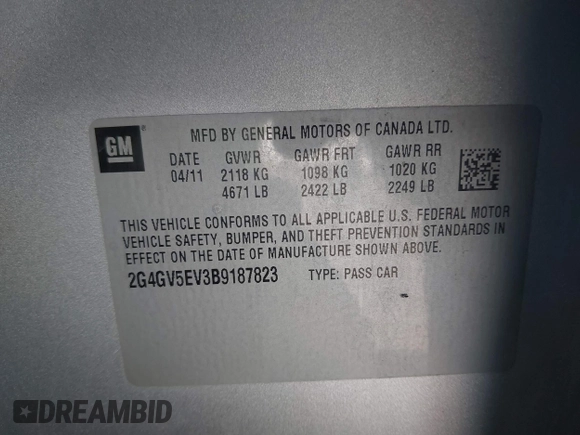 GM
MFD BY GENERAL MOTORS OF CANADA LTD.
DATE GVWR GAWR FRT GAWR RR
04/11 2118 KG 1098 KG 1020 KG
4671 LB 2422 LB 2249 LB
THIS VEHICLE CONFORMS TO ALL APPLICABLE U.S. FEDERAL MOTOR
VEHICLE SAFETY, BUMPER, AND THEFT PREVENTION STANDARDS IN
EFFECT ON THE DATE OF MANUFACTURE SHOWN ABOVE.
2G4GV5EV3B9187823 TYPE: PASS CAR
DREAMBID